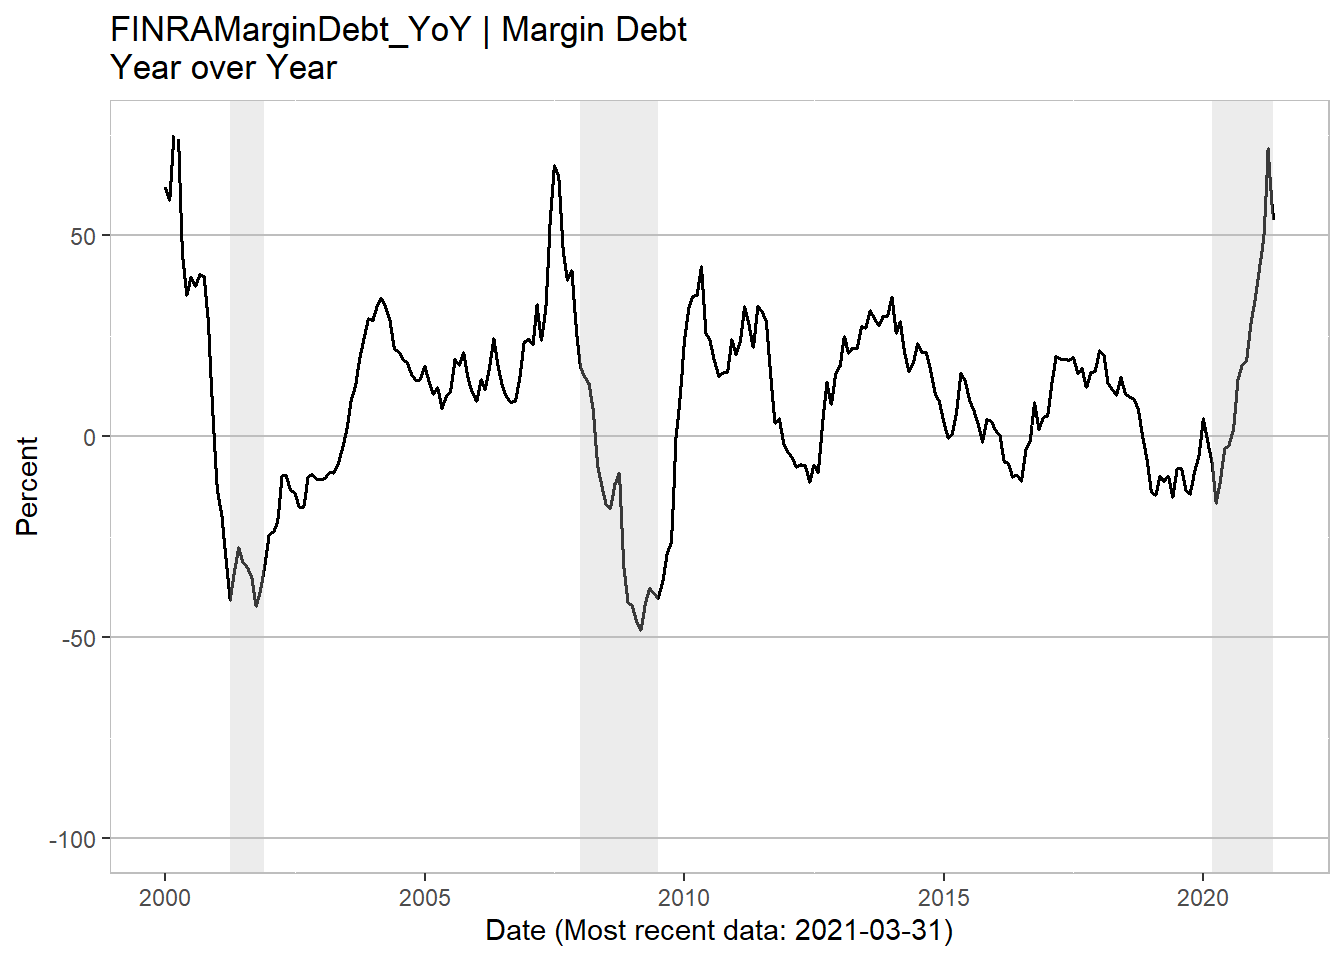 FINRAMarginDebt_YoY | Margin Debt
Year over Year
Percent
50
0
-50
-100
2000
2005
2010
2015
2020
Date (Most recent data: 2021-03-31)